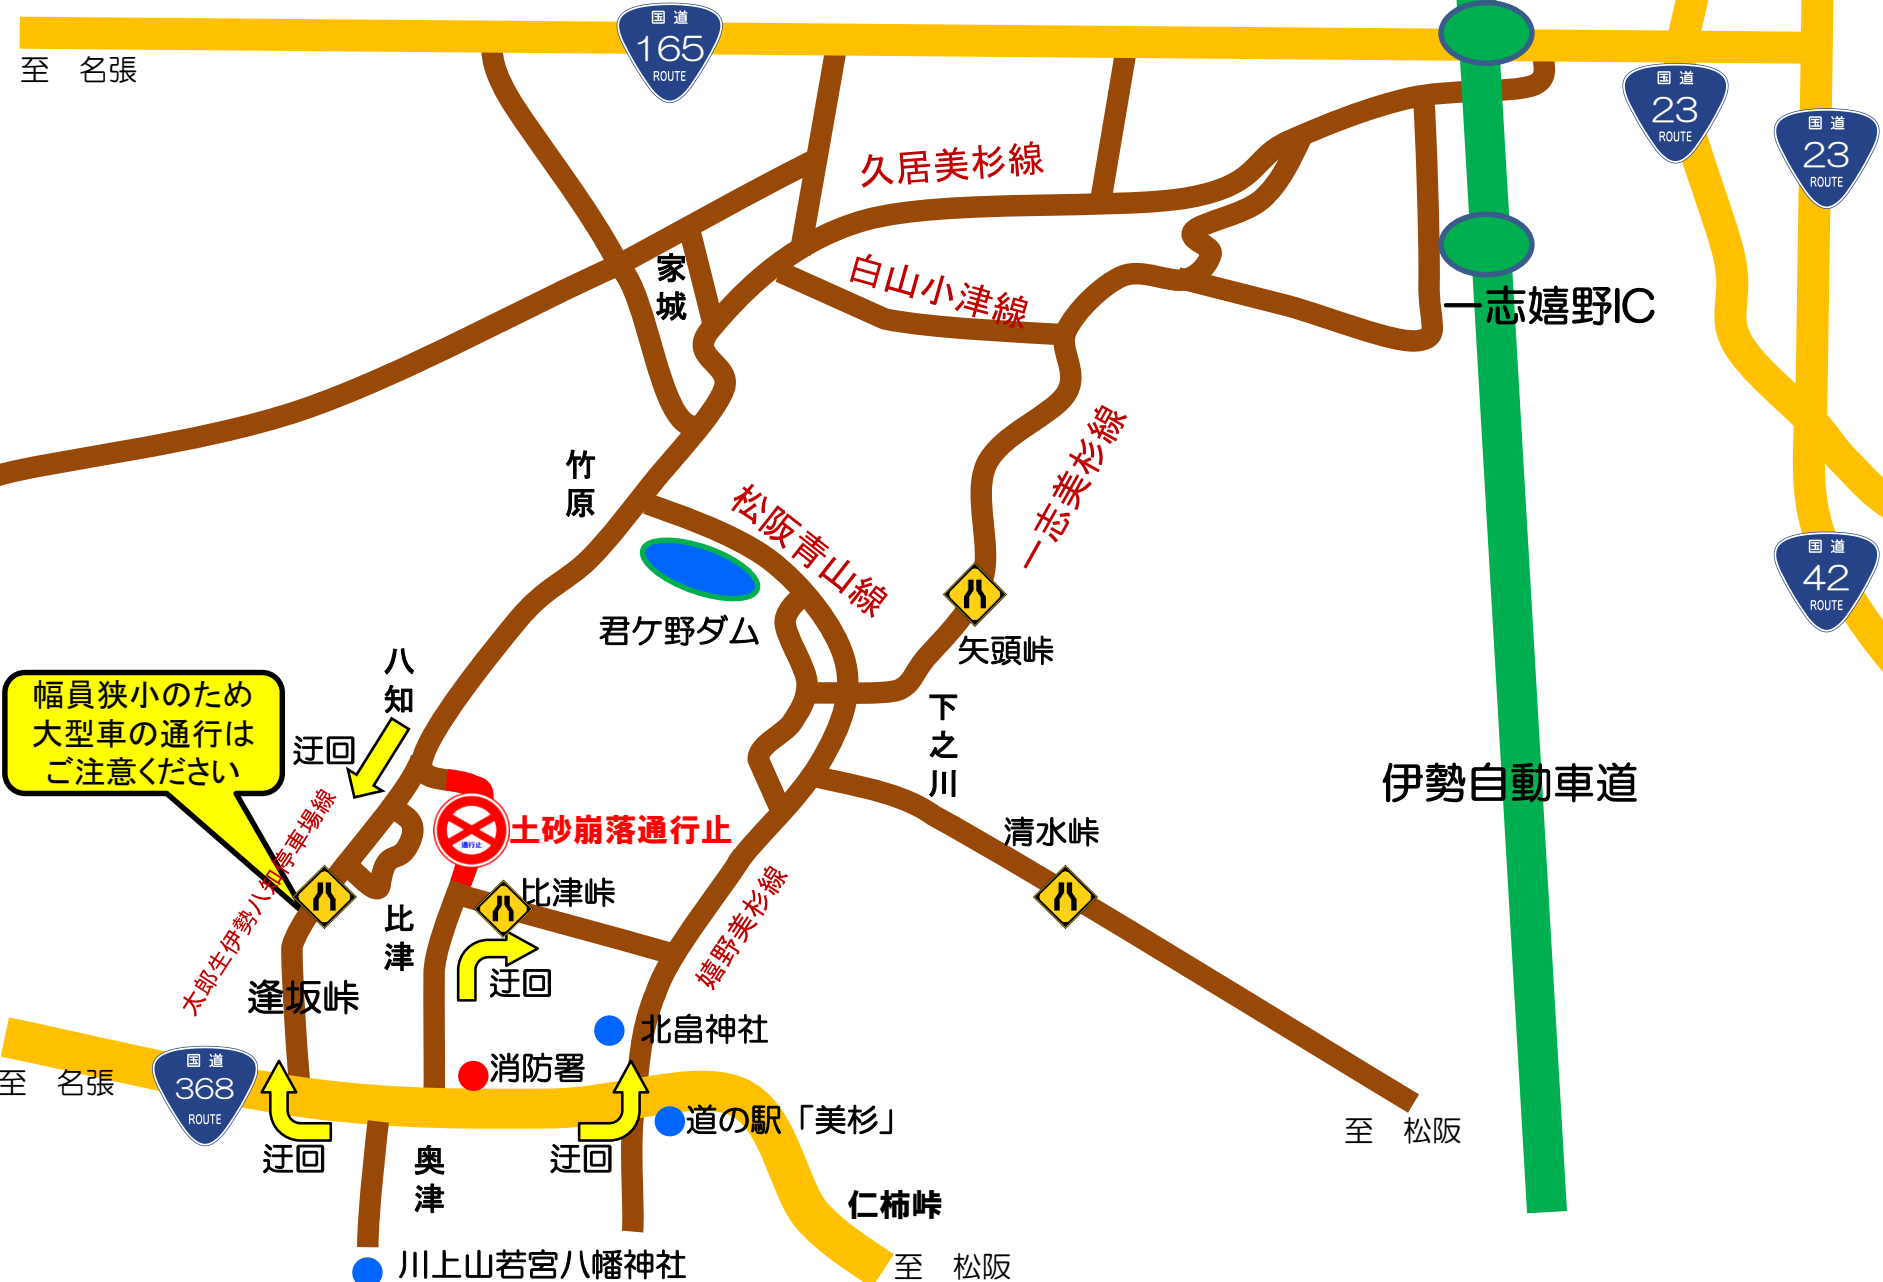 国道
165
ROUTE
至 名張
国道
23
ROUTE
国道
23
ROUTE
久居美杉線
白山小津線
家城
一志嬉野IC
一志美杉線
竹原
松阪青山線
君ケ野ダム
国道
42
ROUTE
矢頭峠
八知
下之川
幅員狭小のため
大型車の通行は
ご注意ください
迂回
伊勢自動車道
太郎生伊勢八知停車場線
通行止
土砂崩落通行止
清水峠
比津峠
比津
嬉野美杉線
逢坂峠
迂回
北畠神社
消防署
至 名張
国道
368
ROUTE
道の駅「美杉」
至 松阪
迂回
迂回
奥津
仁柿峠
川上山若宮八幡神社
至 松阪